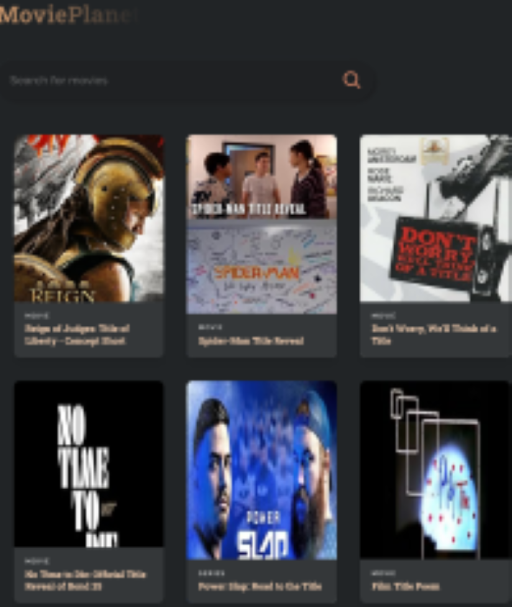 MoviePlanet
Search for movies
SPIDER-MAN TITLE REVEAL
SPIDER-MAN
MOREY
AMSTERDAM
ROSE
MARIE
RICHARD
DEACON
DON'T
WORRY
WE'LL THINK
OF A TITLE
REIGN
MOVIE
Reign of Judges: Title of
Liberty - Concept Short
MOVIE
Spider-Man Title Reveal
MOVIE
Don't Worry, We'll Think of a
Title
NO
TIME
TO
DIE
POWER
SLAP
MOVIE
No Time to Die: Official Title
Reveal of Bond 25
SERIES
Power Slap: Road to the Title
MOVIE
Film Title Poem